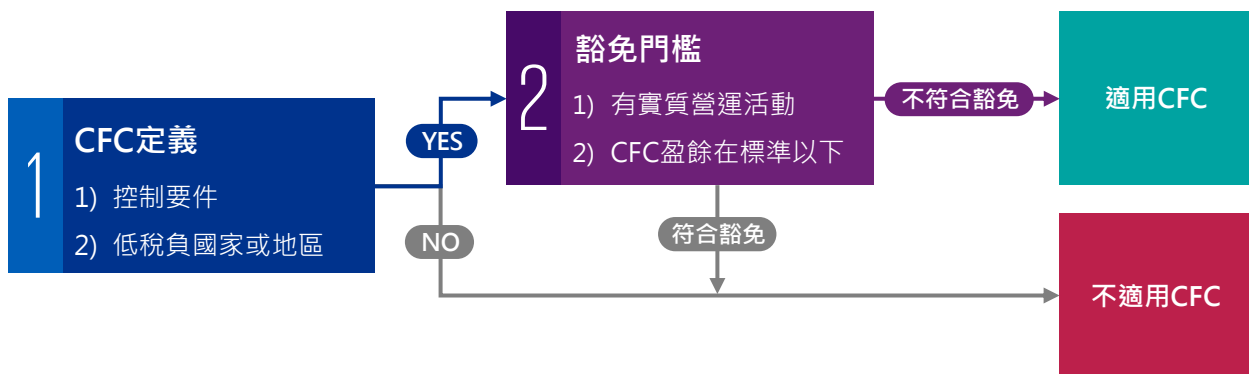 1
CFC定義
1) 控制要件
2) 低稅負國家或地區
YES
NO
2
豁免門檻
1) 有實質營運活動
2) CFC盈餘在標準以下
不符合豁免
符合豁免
適用CFC
不適用CFC